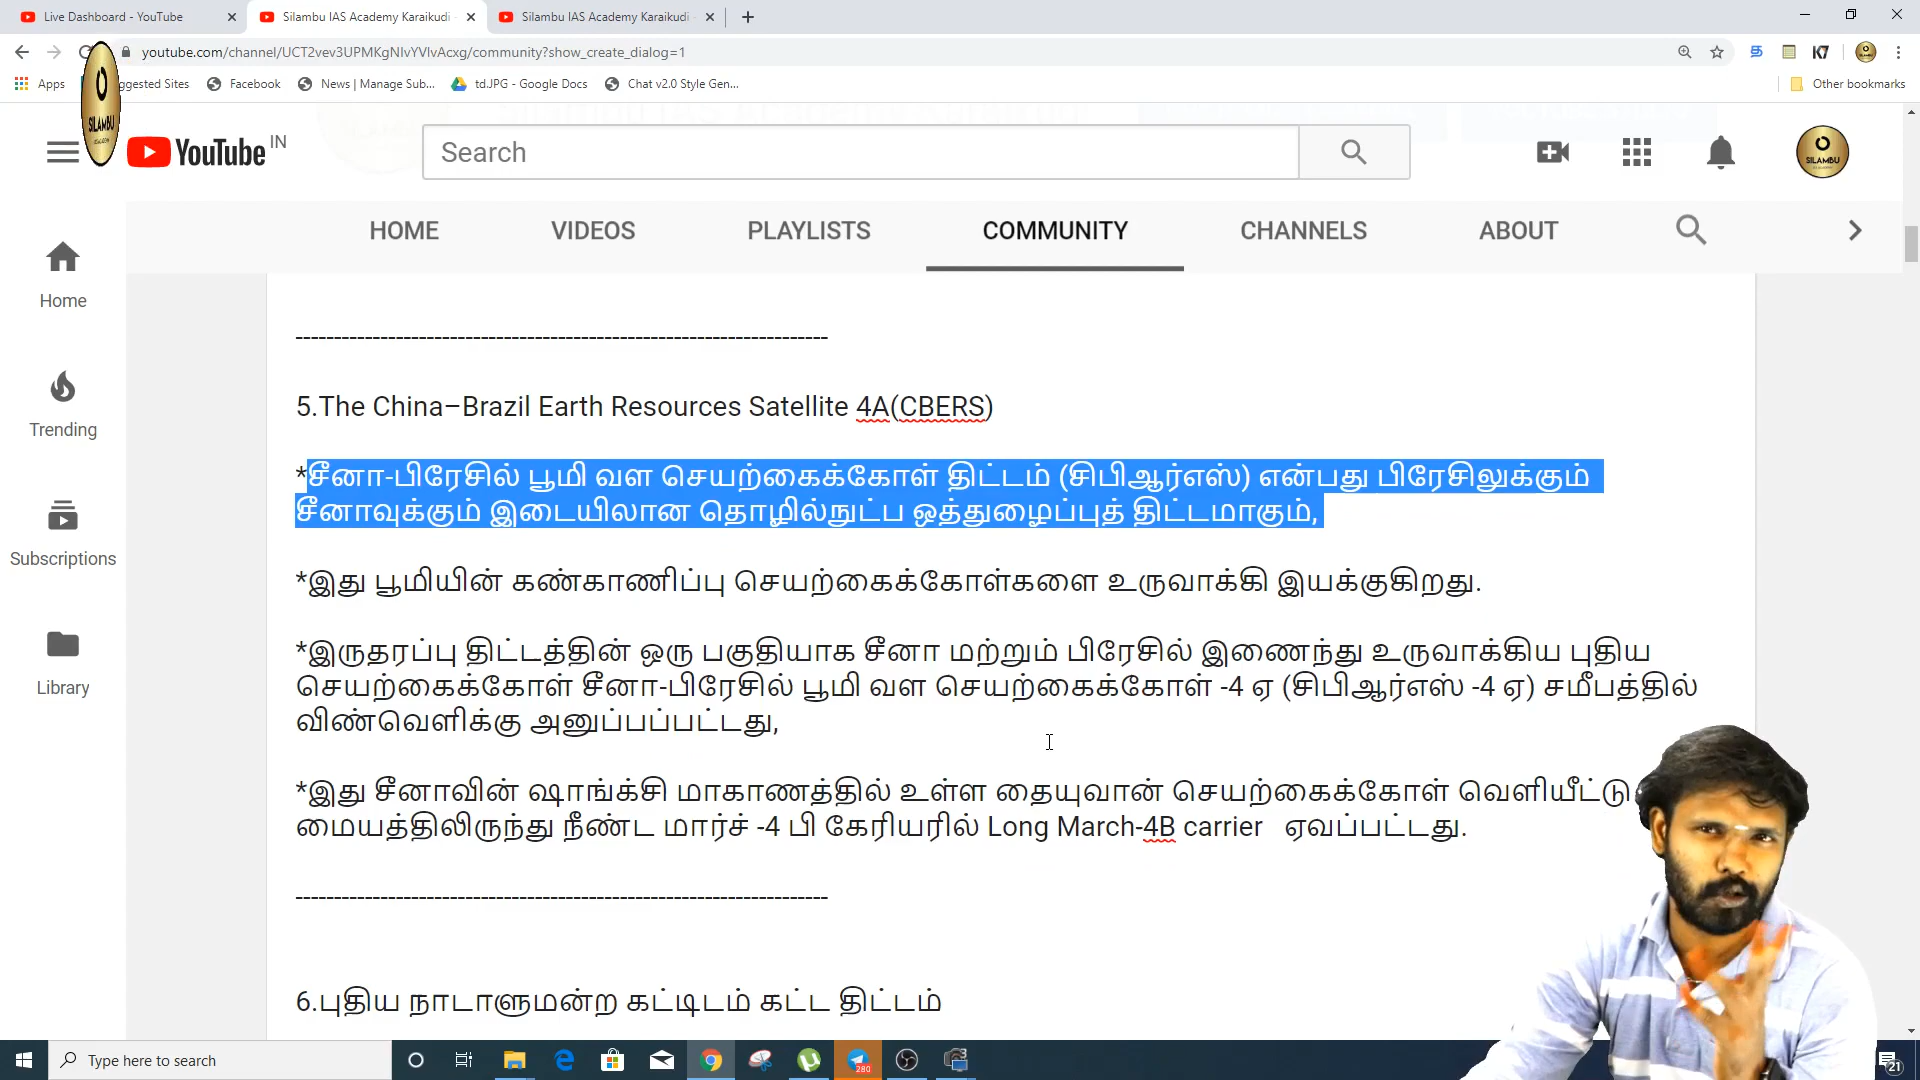 Live Dashboard - YouTube
Silambu IAS Academy Karaikudi
Silambu IAS Academy Karaikudi
youtube.com/channel/UCT2vev3UPMKgNIvYVIvAcxg/community?show_create_dialog=1
Apps
ggested Sites
Facebook
News | Manage Sub...
td.JPG - Google Docs
Chat v2.0 Style Gen...
Other bookmarks
SILAMBU
YouTube IN
Search
SILAMBU
HOME
VIDEOS
PLAYLISTS
COMMUNITY
CHANNELS
ABOUT
Home
Trending
Subscriptions
Library
--------------------------------------------------------------------
5.The China–Brazil Earth Resources Satellite 4A(CBERS)
*சீனா-பிரேசில் பூமி வள செயற்கைக்கோள் திட்டம் (சிபிஆர்எஸ்) என்பது பிரேசிலுக்கும்
சீனாவுக்கும் இடையிலான தொழில்நுட்ப ஒத்துழைப்புத் திட்டமாகும்,
*இது பூமியின் கண்காணிப்பு செயற்கைக்கோள்களை உருவாக்கி இயக்குகிறது.
*இருதரப்பு திட்டத்தின் ஒரு பகுதியாக சீனா மற்றும் பிரேசில் இணைந்து உருவாக்கிய புதிய
செயற்கைக்கோள் சீனா-பிரேசில் பூமி வள செயற்கைக்கோள் -4 ஏ (சிபிஆர்எஸ் -4 ஏ) சமீபத்தில்
விண்வெளிக்கு அனுப்பப்பட்டது,
*இது சீனாவின் ஷாங்க்சி மாகாணத்தில் உள்ள தையுவான் செயற்கைக்கோள் வெளியீட்டு
மையத்திலிருந்து நீண்ட மார்ச் -4 பி கேரியரில் Long March-4B carrier ஏவப்பட்டது.
--------------------------------------------------------------------
6.புதிய நாடாளுமன்ற கட்டிடம் கட்ட திட்டம்
Type here to search
280
21